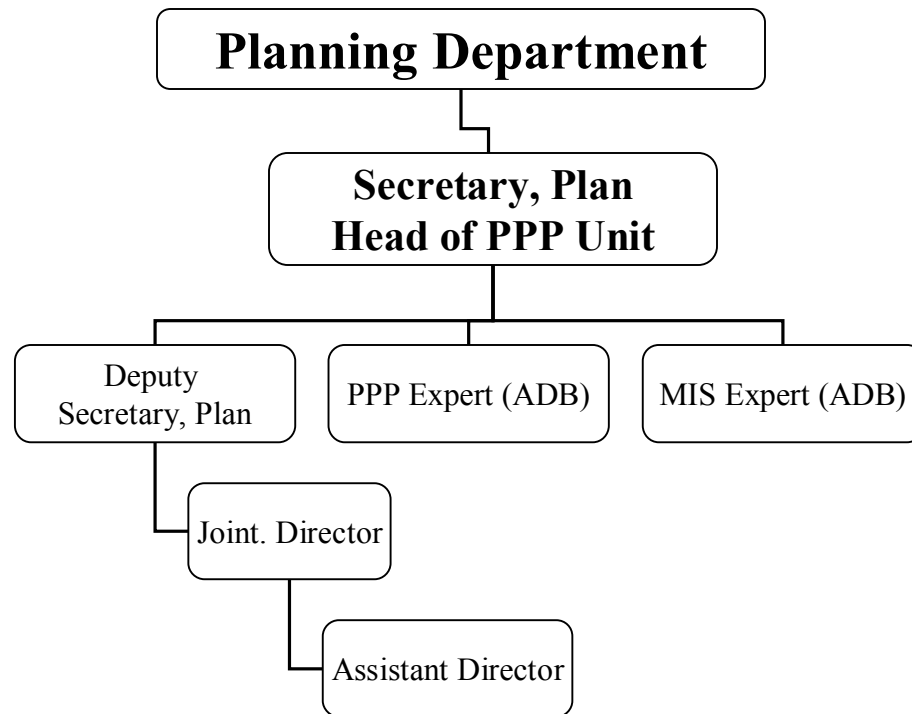 Planning Department
Secretary, Plan
Head of PPP Unit
Deputy
Secretary, Plan
PPP Expert (ADB)
MIS Expert (ADB)
Joint. Director
Assistant Director